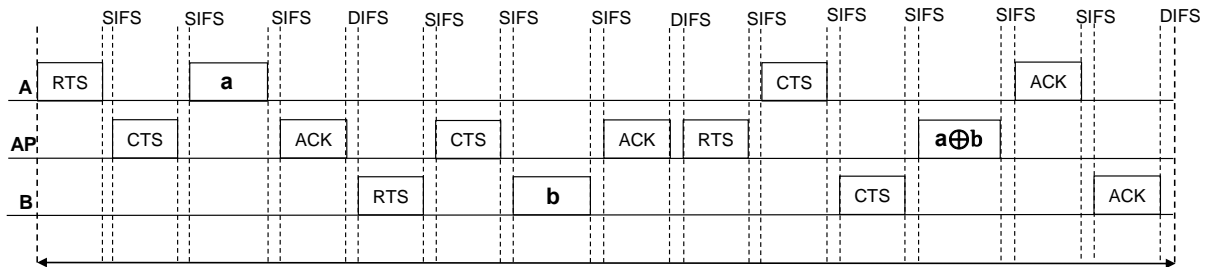 SIFS SIFS SIFS DIFS SIFS SIFS SIFS DIFS SIFS SIFS SIFS SIFS SIFS DIFS
A RTS a CTS ACK
AP CTS ACK CTS ACK RTS a⊕b
B RTS b CTS ACK